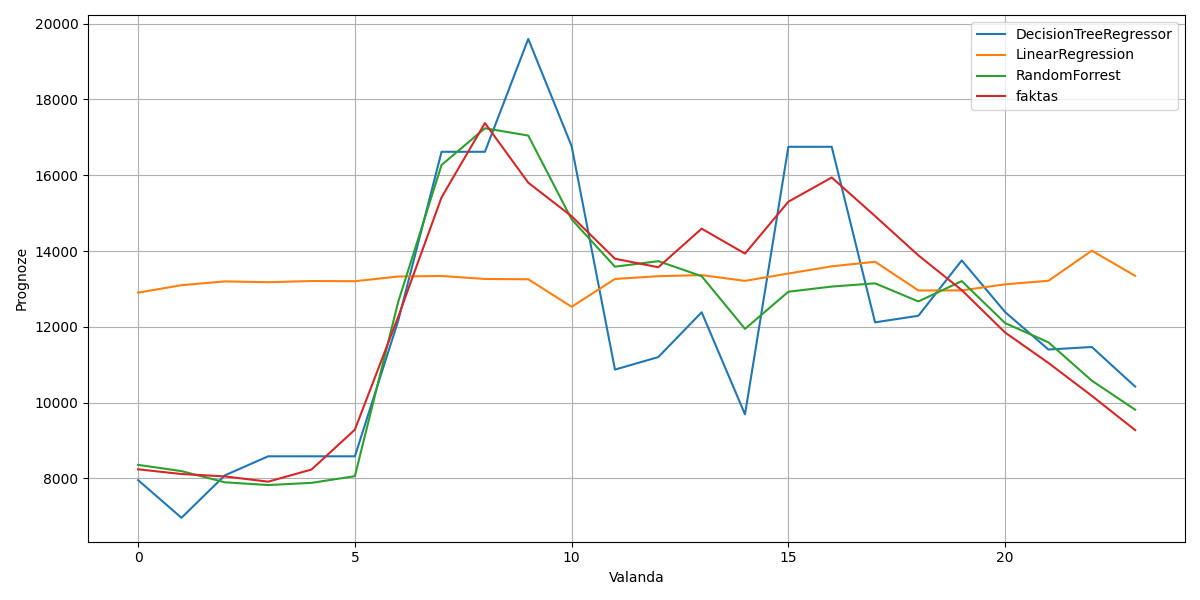 20000
18000
16000
14000
12000
10000
8000
Prognoze
0
5
10
15
20
Valanda
DecisionTreeRegressor
LinearRegression
RandomForrest
faktas